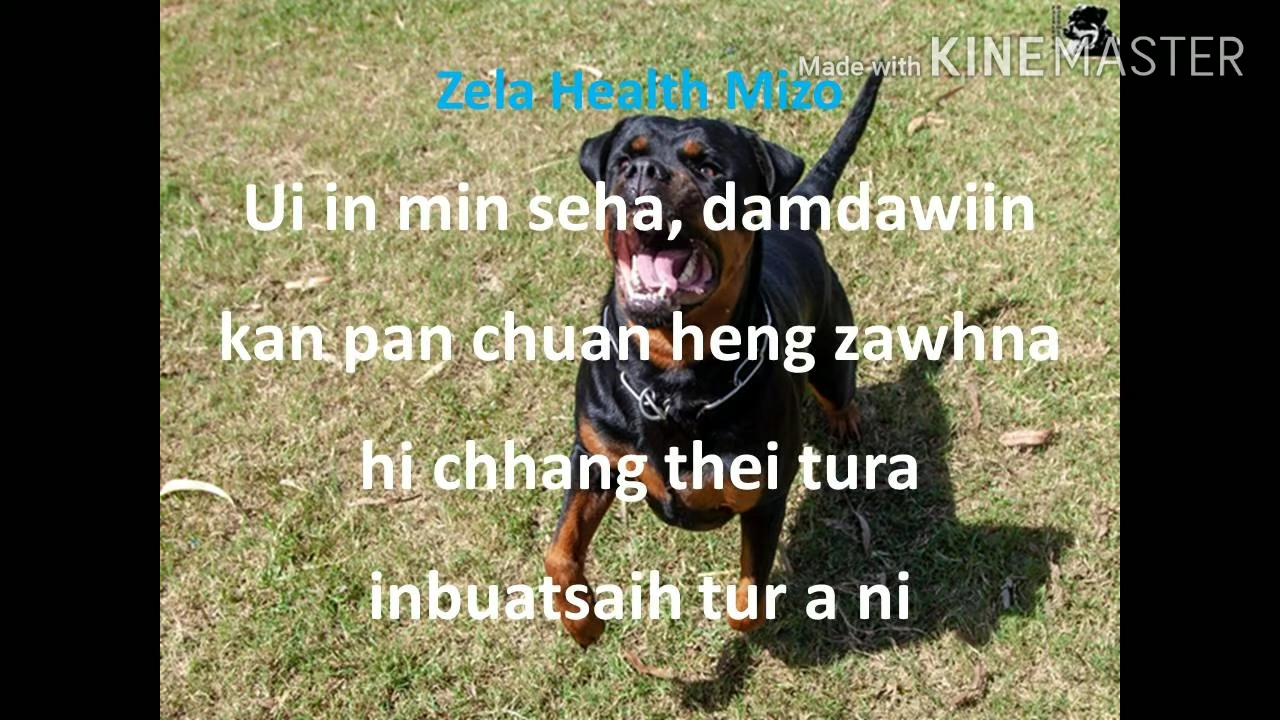 Made with KINEMASTER
Zela Health Mizo
Ui in min seha, damdawiin
kan pan chuan heng zawhna
hi chhang thei tura
inbuatsaih tur a ni